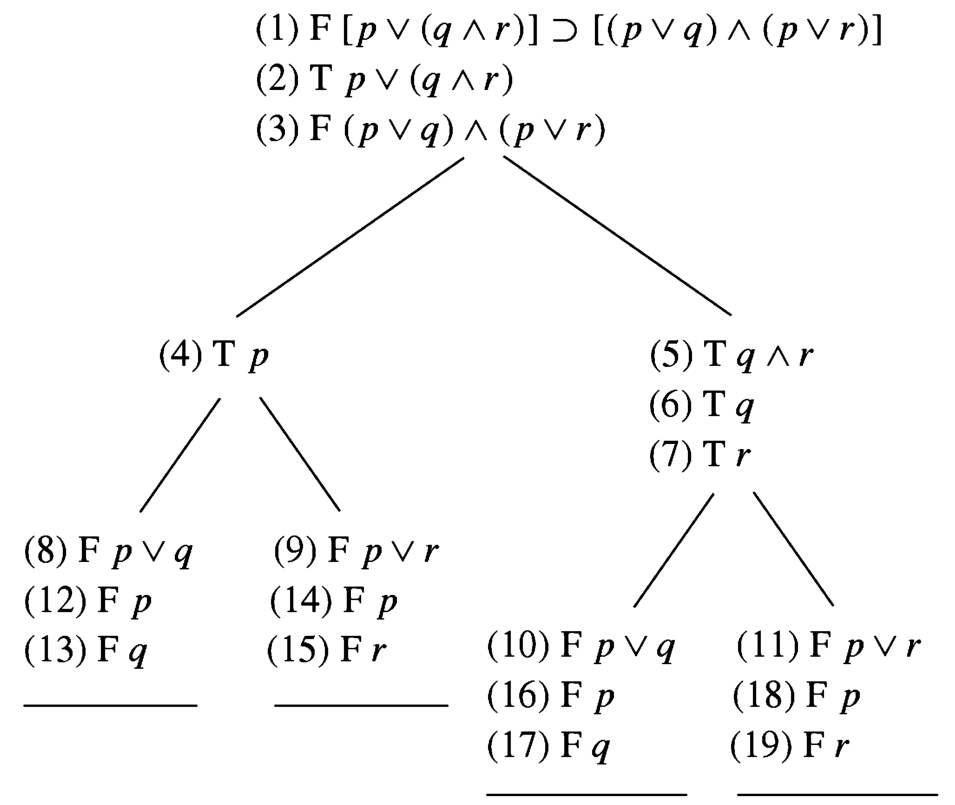 (1) F [p ∨ (q ∧ r)] ⊃ [(p ∨ q) ∧ (p ∨ r)]
(2) T p ∨ (q ∧ r)
(3) F (p ∨ q) ∧ (p ∨ r)
(4) T p
(5) T q ∧ r
(6) T q
(7) T r
(8) F p ∨ q
(12) F p
(13) F q
(9) F p ∨ r
(14) F p
(15) F r
(10) F p ∨ q
(16) F p
(17) F q
(11) F p ∨ r
(18) F p
(19) F r